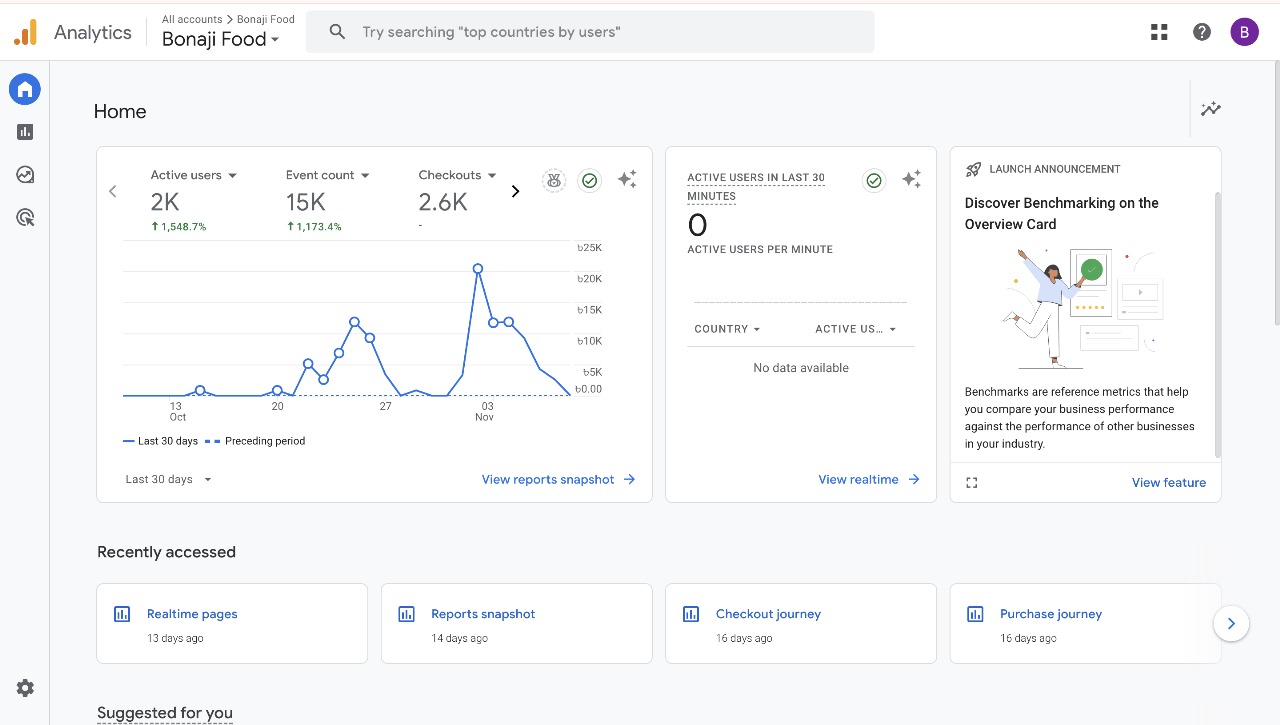 Analytics
All accounts > Bonaji Food
Bonaji Food
Try searching "top countries by users"
B
Home
Active users
2K
1,548.7%
Event count
15K
1,173.4%
Checkouts
2.6K
-
৳25K
৳20K
৳15K
৳10K
৳5K
৳0.00
13
Oct
20
27
03
Nov
Last 30 days
Preceding period
Last 30 days
View reports snapshot
ACTIVE USERS IN LAST 30
MINUTES
0
ACTIVE USERS PER MINUTE
COUNTRY
ACTIVE US...
No data available
View realtime
LAUNCH ANNOUNCEMENT
Discover Benchmarking on the
Overview Card
Benchmarks are reference metrics that help
you compare your business performance
against the performance of other businesses
in your industry.
View feature
Recently accessed
Realtime pages
13 days ago
Reports snapshot
14 days ago
Checkout journey
16 days ago
Purchase journey
16 days ago
Suggested for you